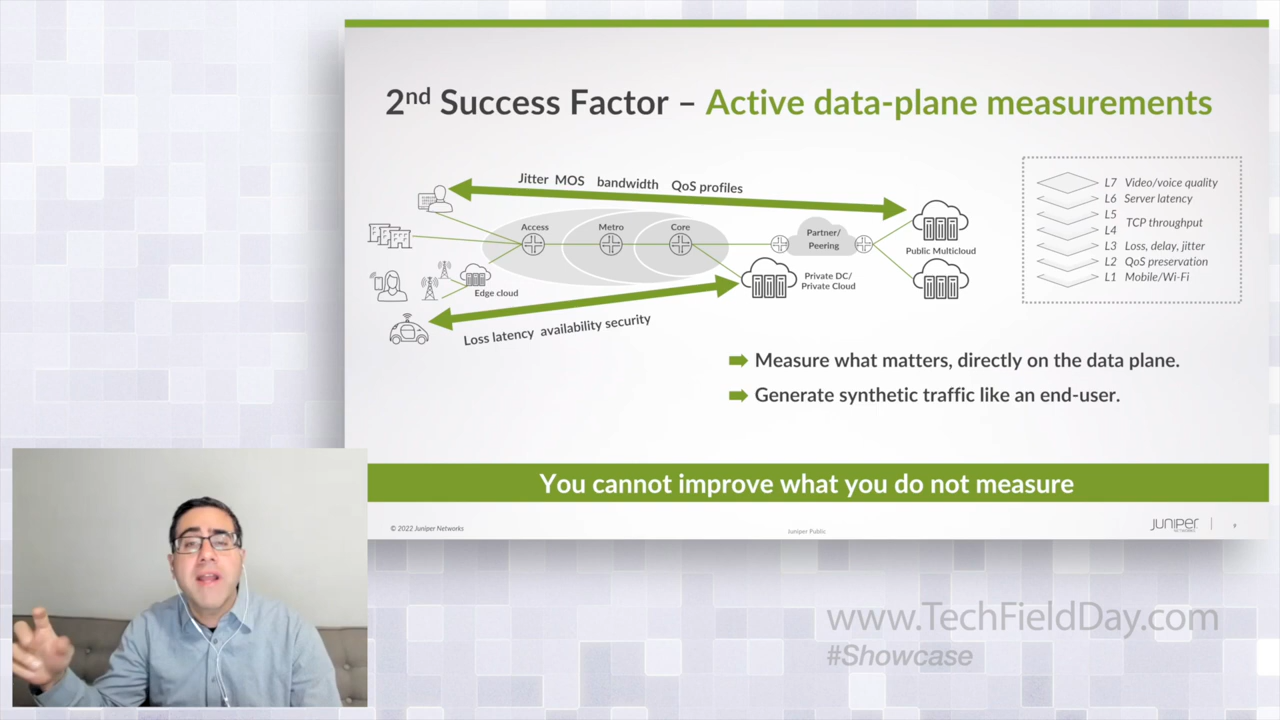 2nd Success Factor – Active data-plane measurements
Jitter MOS bandwidth QoS profiles
Access
Metro
Core
Partner/
Peering
Public Multicloud
Edge cloud
Private DC/
Private Cloud
Loss latency availability security
L7 Video/voice quality
L6 Server latency
L5
TCP throughput
L4
L3 Loss, delay, jitter
L2 QoS preservation
L1 Mobile/Wi-Fi
Measure what matters, directly on the data plane.
Generate synthetic traffic like an end-user.
You cannot improve what you do not measure
© 2022 Juniper Networks
Juniper Public
JUNIPER
NETWORKS
9
www.TechFieldDay.com
#Showcase